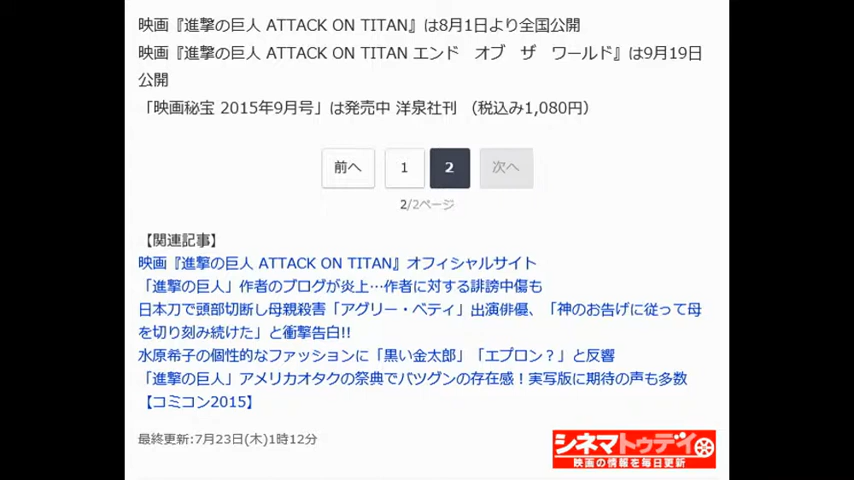 映画『進撃の巨人 ATTACK ON TITAN』は8月1日より全国公開
映画『進撃の巨人 ATTACK ON TITAN エンド　オブ　ザ　ワールド』は9月19日
公開
「映画秘宝 2015年9月号」は発売中 洋泉社刊 （税込み1,080円）
前へ 1 2 次へ
2/2ページ
【関連記事】
映画『進撃の巨人 ATTACK ON TITAN』オフィシャルサイト
「進撃の巨人」作者のブログが炎上…作者に対する誹謗中傷も
日本刀で頭部切断し母親殺害「アグリー・ベティ」出演俳優、「神のお告げに従って母
を切り刻み続けた」と衝撃告白!!
水原希子の個性的なファッションに「黒い金太郎」「エプロン？」と反響
「進撃の巨人」アメリカオタクの祭典でバツグンの存在感！実写版に期待の声も多数
【コミコン2015】
最終更新:7月23日(木)1時12分
シネマトゥデイ
映画の情報を毎日更新